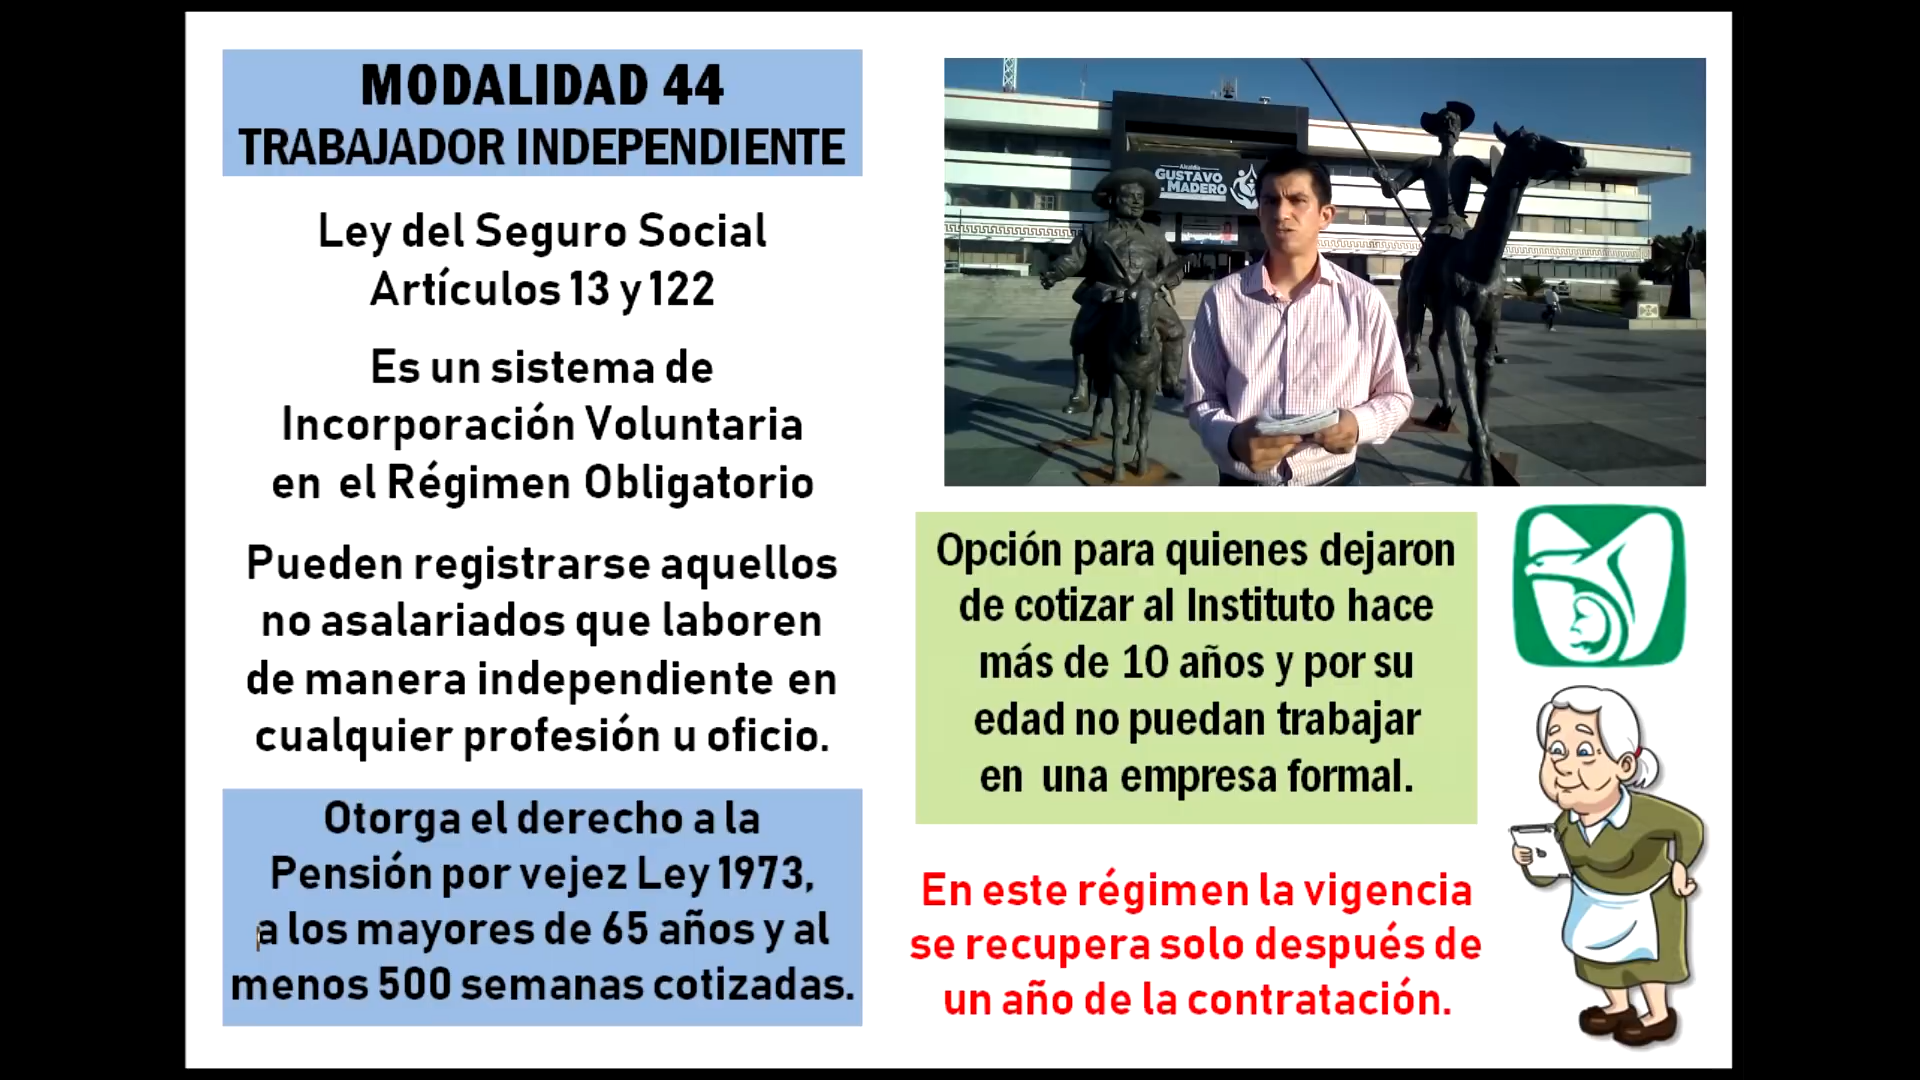 MODALIDAD 44
TRABAJADOR INDEPENDIENTE
Ley del Seguro Social
Artículos 13 y 122
Es un sistema de
Incorporación Voluntaria
en el Régimen Obligatorio
Pueden registrarse aquellos
no asalariados que laboren
de manera independiente en
cualquier profesión u oficio.
Otorga el derecho a la
Pensión por vejez Ley 1973,
a los mayores de 65 años y al
menos 500 semanas cotizadas.
Alcaldía
GUSTAVO
A. MADERO
Opción para quienes dejaron
de cotizar al Instituto hace
más de 10 años y por su
edad no puedan trabajar
en una empresa formal.
En este régimen la vigencia
se recupera solo después de
un año de la contratación.